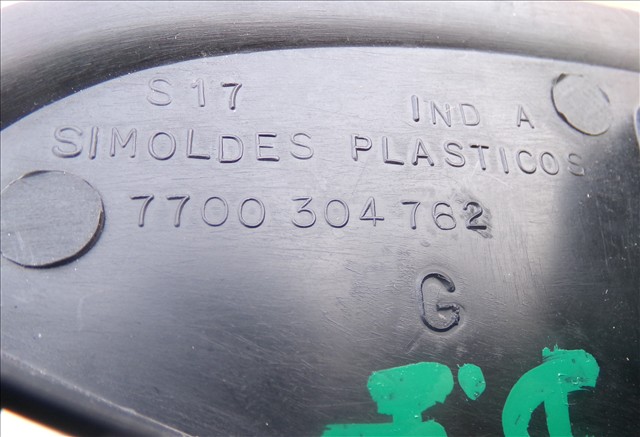 S17 IND A
SIMOLDES PLASTICOS
7700 304 762
G